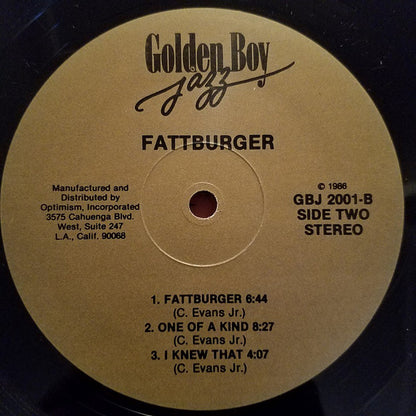 Golden Boy
jazz
FATTBURGER
Manufactured and
Distributed by
Optimism, Incorporated
3575 Cahuenga Blvd.
West, Suite 247
L.A., Calif. 90068
© 1986
GBJ 2001-B
SIDE TWO
STEREO
1. FATTBURGER 6:44
(C. Evans Jr.)
2. ONE OF A KIND 8:27
(C. Evans Jr.)
3. I KNEW THAT 4:07
(C. Evans Jr.)